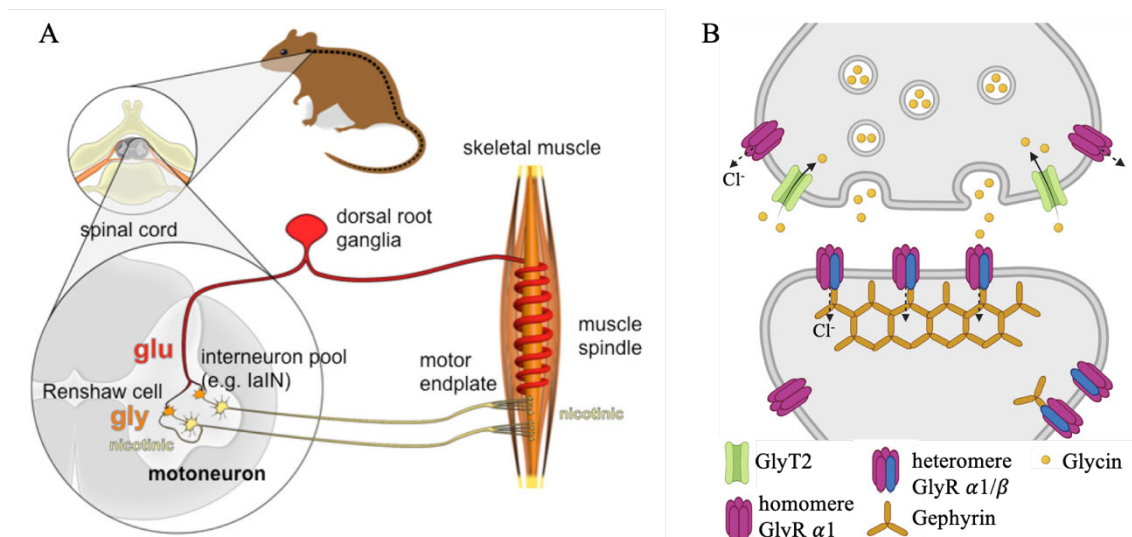 A
spinal cord
dorsal root
ganglia
skeletal muscle
muscle
spindle
motor
endplate
nicotinic
glu
interneuron pool
(e.g. IaIN)
Renshaw cell
gly
nicotinic
motoneuron
B
Cl-
Cl-
GlyT2
homomere
GlyR α1
heteromere
GlyR α1/β
Gephyrin
Glycin